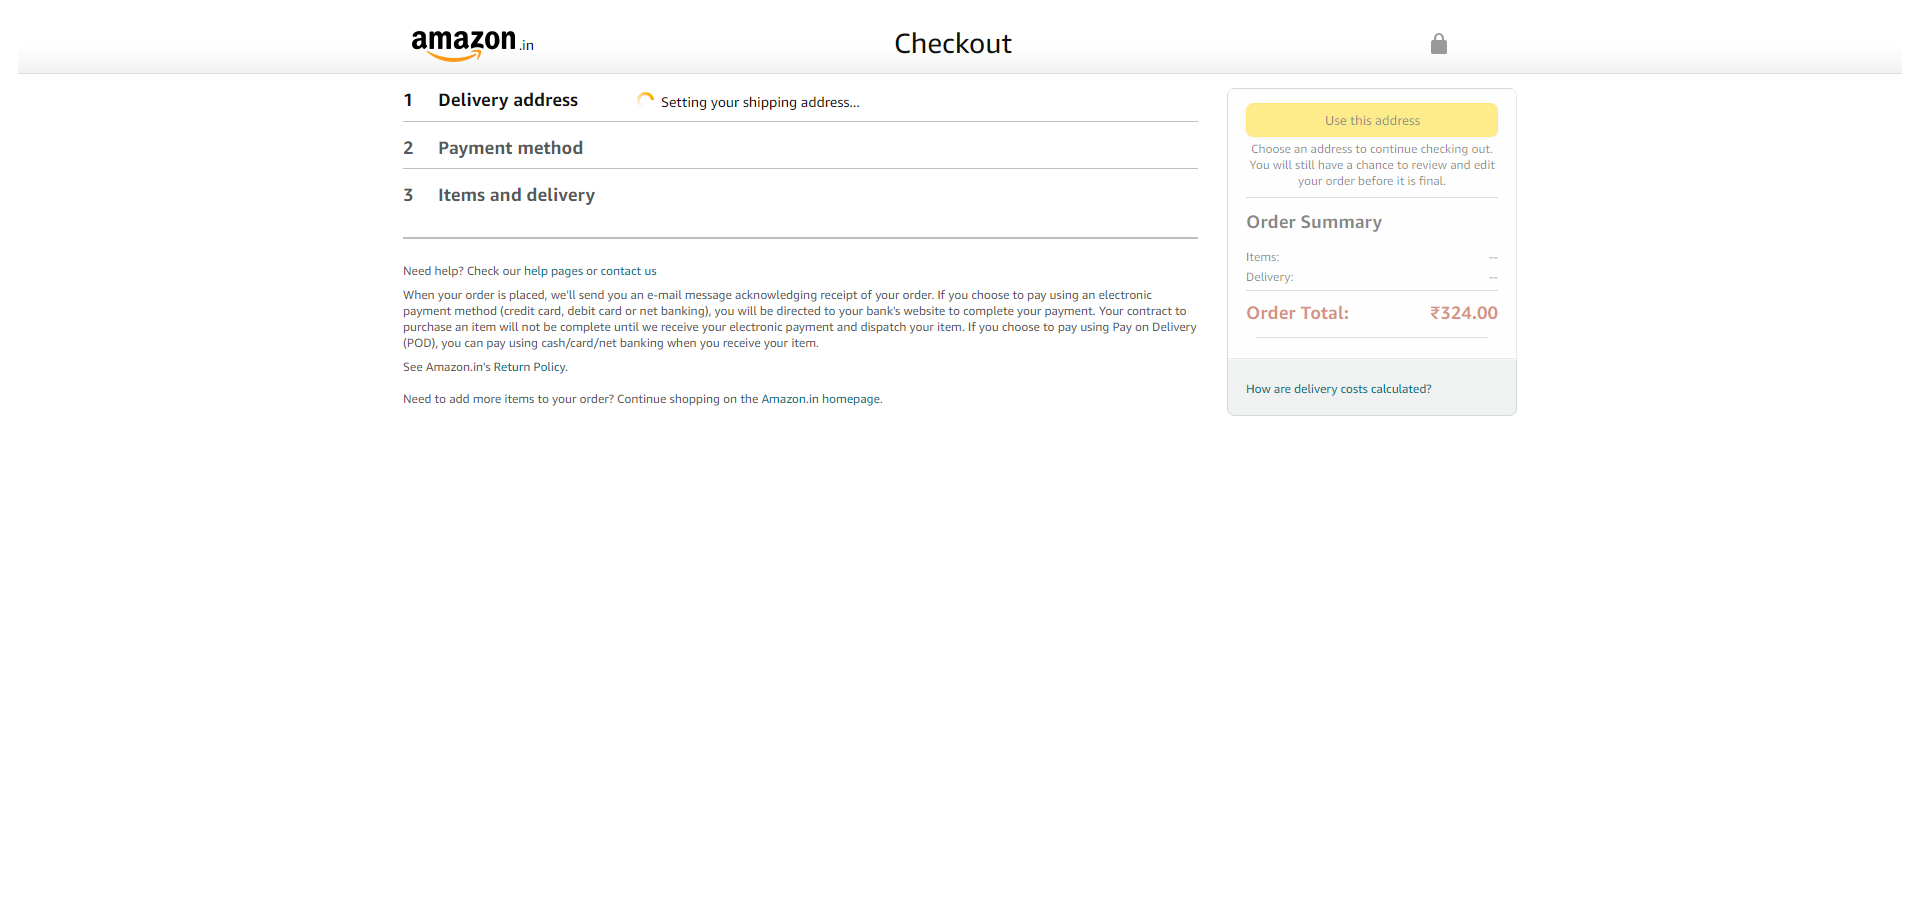 amazon.in
Checkout
1 Delivery address
Setting your shipping address...
2 Payment method
3 Items and delivery
Need help? Check our help pages or contact us
When your order is placed, we'll send you an e-mail message acknowledging receipt of your order. If you choose to pay using an electronic
payment method (credit card, debit card or net banking), you will be directed to your bank's website to complete your payment. Your contract to
purchase an item will not be complete until we receive your electronic payment and dispatch your item. If you choose to pay using Pay on Delivery
(POD), you can pay using cash/card/net banking when you receive your item.
See Amazon.in's Return Policy.
Need to add more items to your order? Continue shopping on the Amazon.in homepage.
Use this address
Choose an address to continue checking out.
You will still have a chance to review and edit
your order before it is final.
Order Summary
Items: --
Delivery: --
Order Total: ₹324.00
How are delivery costs calculated?